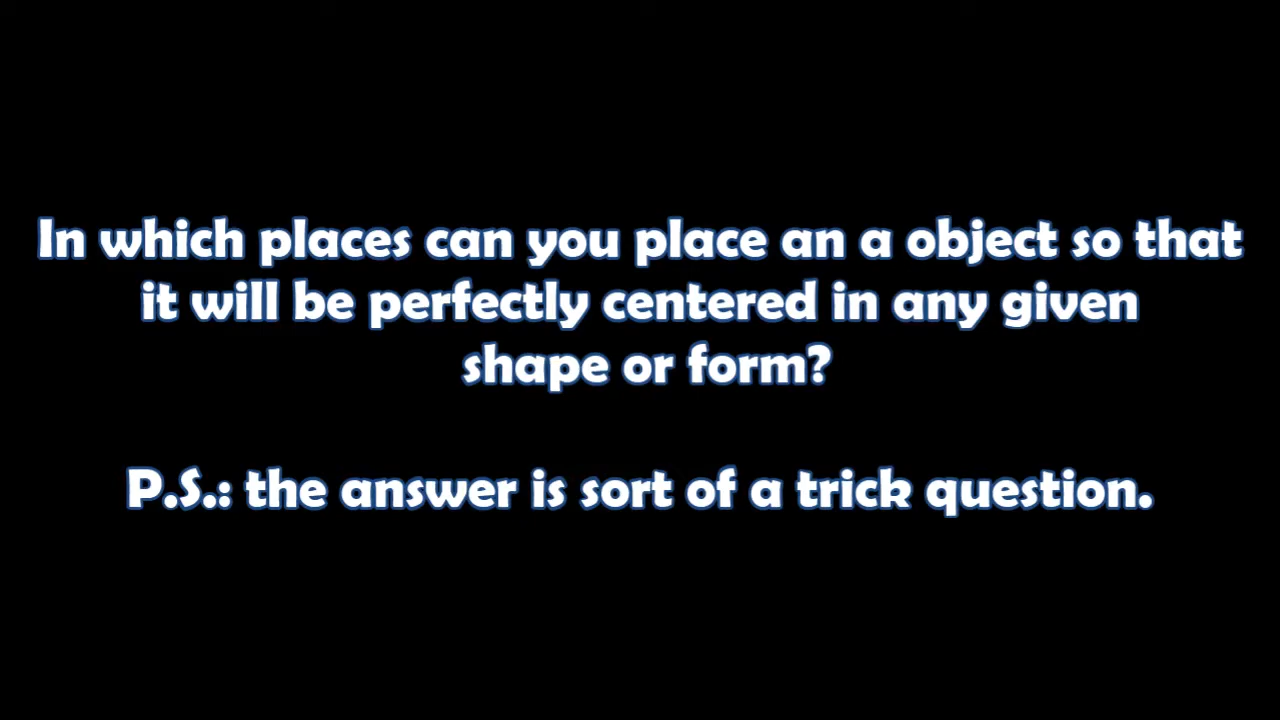 In which places can you place an a object so that
it will be perfectly centered in any given
shape or form?
P.S.: the answer is sort of a trick question.